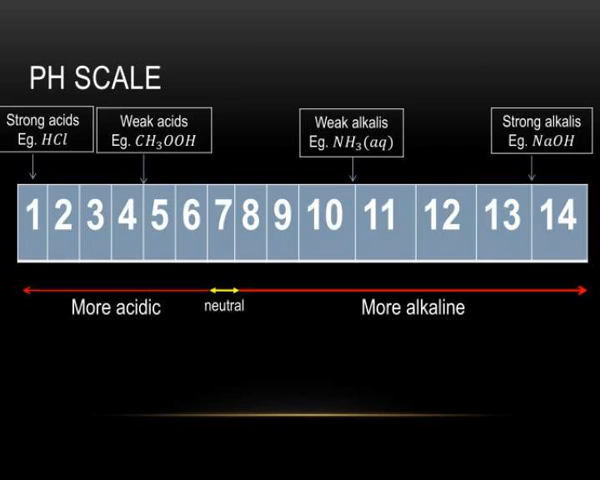 PH SCALE
Strong acids
Eg. HCl
Weak acids
Eg. CH₃OOH
Weak alkalis
Eg. NH₃(aq)
Strong alkalis
Eg. NaOH
1 2 3 4 5 6 7 8 9 10 11 12 13 14
More acidic
neutral
More alkaline